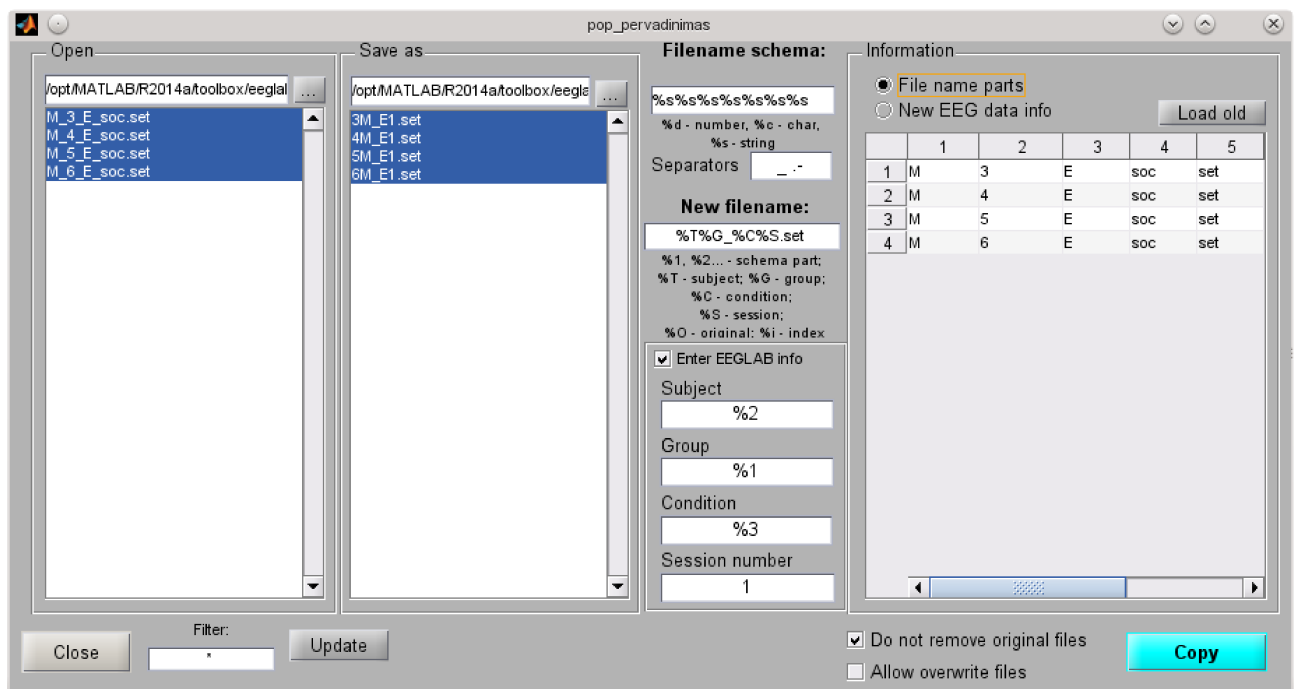 pop_pervadinimas
Open
/opt/MATLAB/R2014a/toolbox/eeglal
...
M_3_E_soc.set
M_4_E_soc.set
M_5_E_soc.set
M_6_E_soc.set
Save as
/opt/MATLAB/R2014a/toolbox/eegla
...
3M_E1.set
4M_E1.set
5M_E1.set
6M_E1.set
Filename schema:
%s%s%s%s%s%s%s%s
%d - number, %c - char,
%s - string
Separators _ .-
New filename:
%T%G_%C%S.set
%1, %2... - schema part;
%T - subject; %G - group;
%C - condition;
%S - session;
%O - original; %i - index
Enter EEGLAB info
Subject
%2
Group
%1
Condition
%3
Session number
1
Information
File name parts
New EEG data info
Load old
1 2 3 4 5
1 M 3 E soc set
2 M 4 E soc set
3 M 5 E soc set
4 M 6 E soc set
Close
Filter:
*
Update
Do not remove original files
Allow overwrite files
Copy